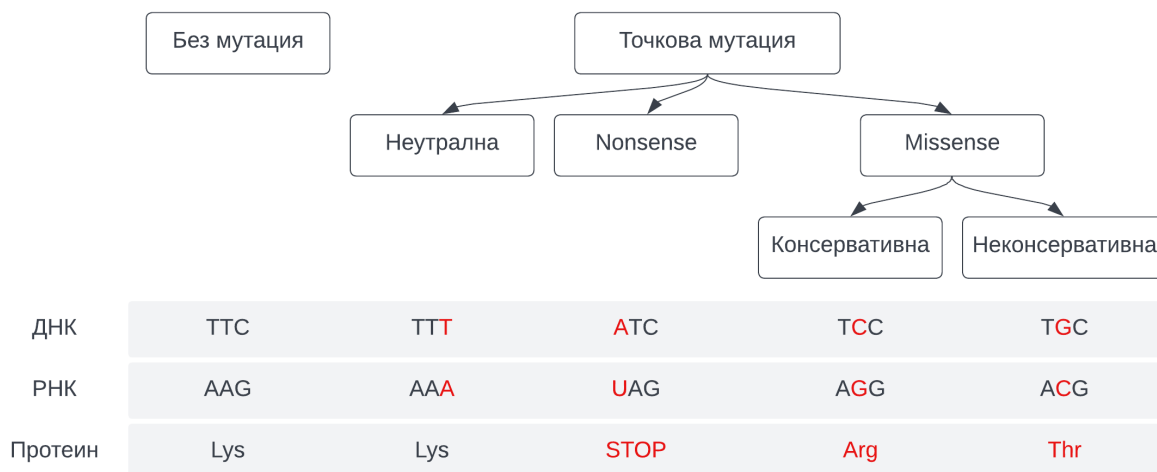 Без мутация
Точкова мутация
Неутрална
Nonsense
Missense
Консервативна
Неконсервативна
ДНК TTC TTT ATC TCC TGC
РНК AAG AAA UAG AGG ACG
Протеин Lys Lys STOP Arg Thr